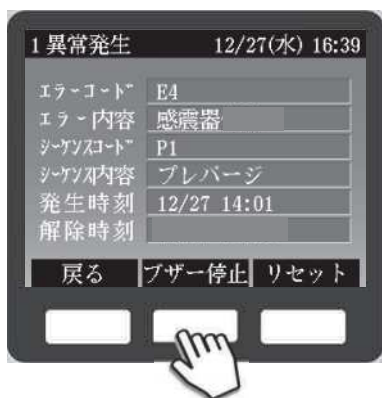 1 異常発生 12/27(水) 16:39
エラーコード E4
エラー内容 感震器
シーケンスコード P1
シーケンス内容 プレパージ
発生時刻 12/27 14:01
解除時刻
戻る ブザー停止 リセット